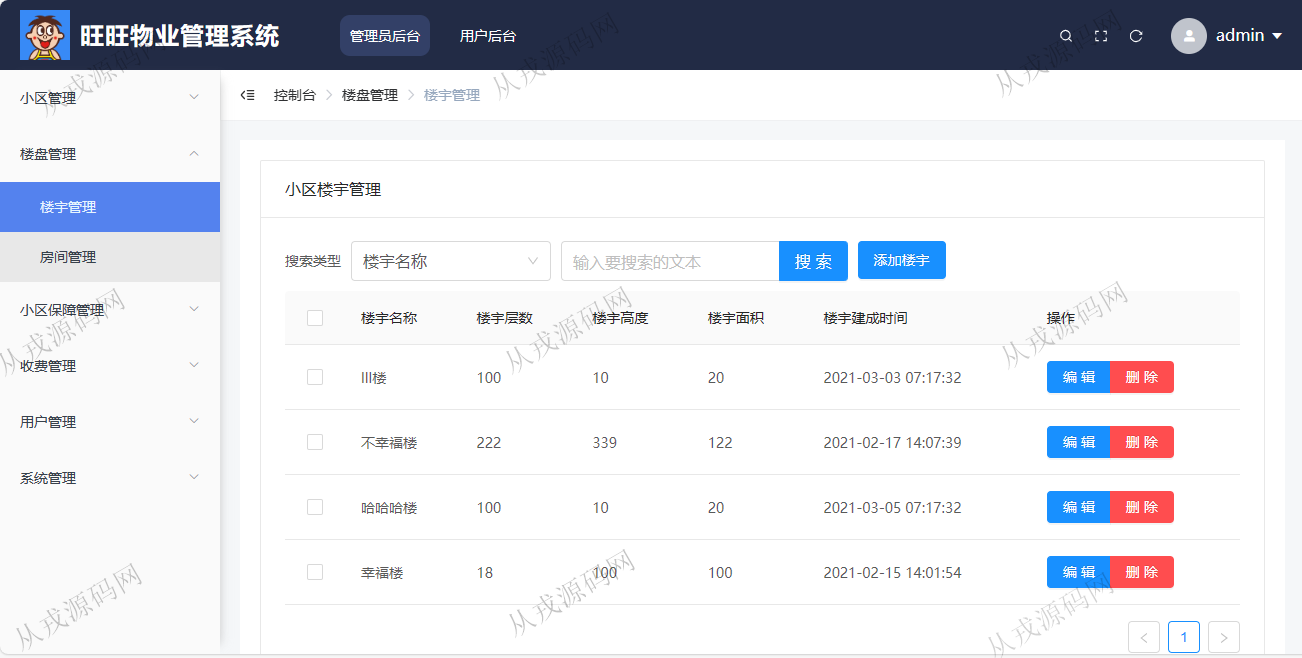 旺旺物业管理系统 管理员后台 用户后台 admin
小区管理
楼盘管理
楼宇管理
房间管理
小区保障管理
收费管理
用户管理
系统管理
控制台 > 楼盘管理 > 楼宇管理
小区楼宇管理
搜索类型 楼宇名称 输入要搜索的文本 搜 索 添加楼宇
楼宇名称 楼宇层数 楼宇高度 楼宇面积 楼宇建成时间 操作
lll楼 100 10 20 2021-03-03 07:17:32 编 辑 删 除
不幸福楼 222 339 122 2021-02-17 14:07:39 编 辑 删 除
哈哈哈楼 100 10 20 2021-03-05 07:17:32 编 辑 删 除
幸福楼 18 100 100 2021-02-15 14:01:54 编 辑 删 除
< 1 >
从戎源码网
从戎源码网
从戎源码网
从戎源码网
从戎源码网
从戎源码网
从戎源码网
从戎源码网
从戎源码网